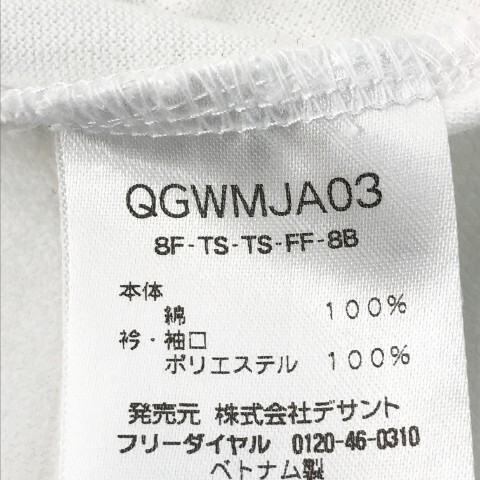 QGWMJA03
8F-TS-TS-FF-8B
本体
綿 100%
衿・袖口
ポリエステル 100%
発売元 株式会社デサント
フリーダイヤル 0120-46-0310
ベトナム製